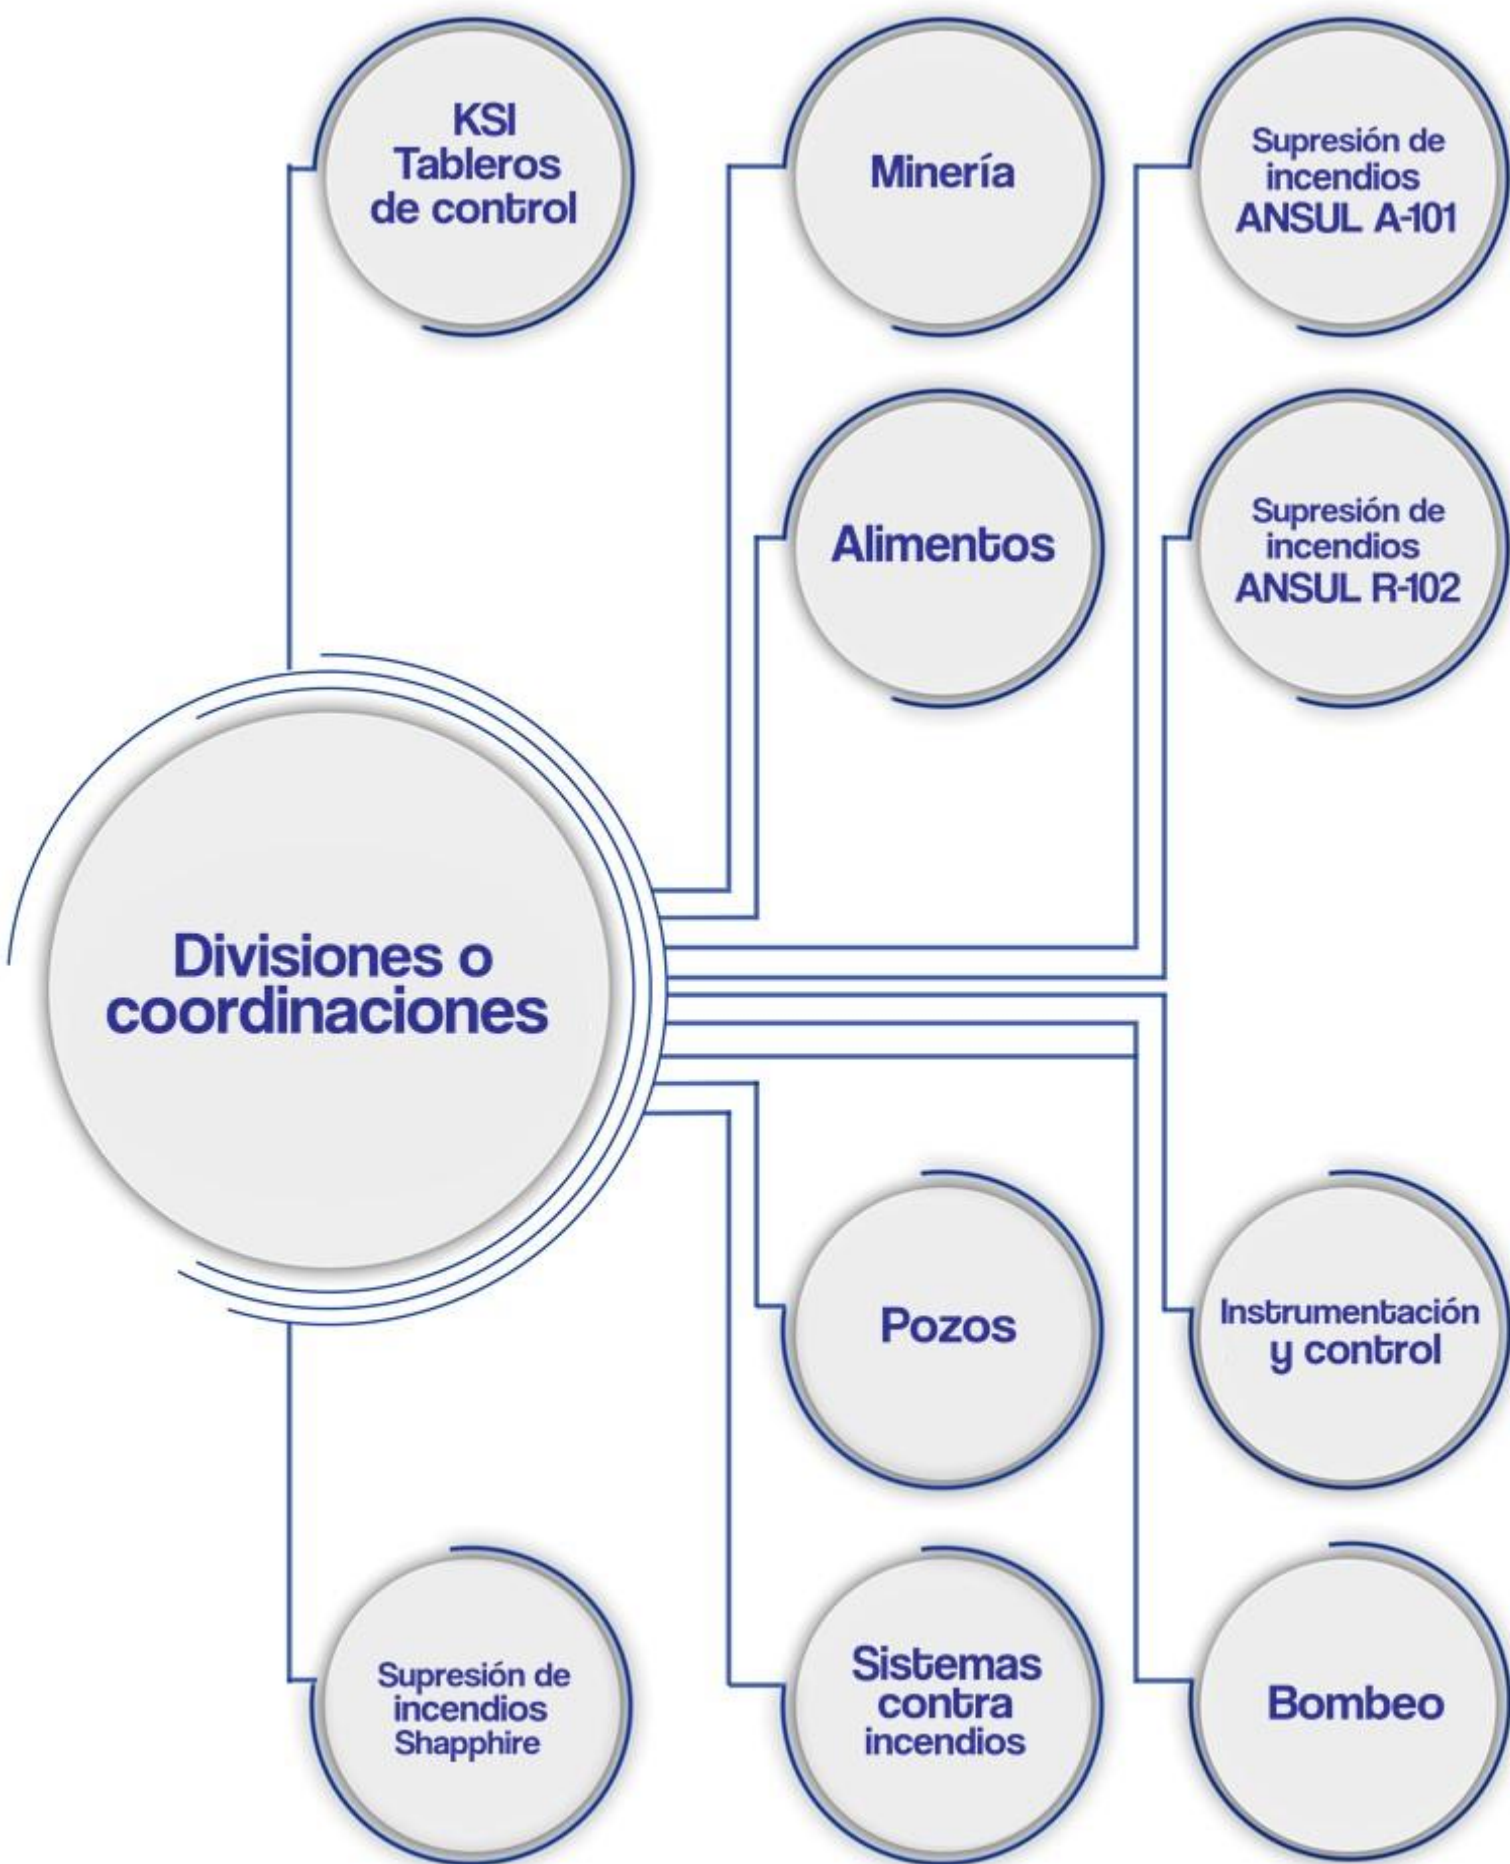 KSI
Tableros
de control
Minería
Supresión de
incendios
ANSUL A-101
Alimentos
Supresión de
incendios
ANSUL R-102
Divisiones o
coordinaciones
Pozos
Instrumentación
y control
Supresión de
incendios
Shapphire
Sistemas
contra
incendios
Bombeo